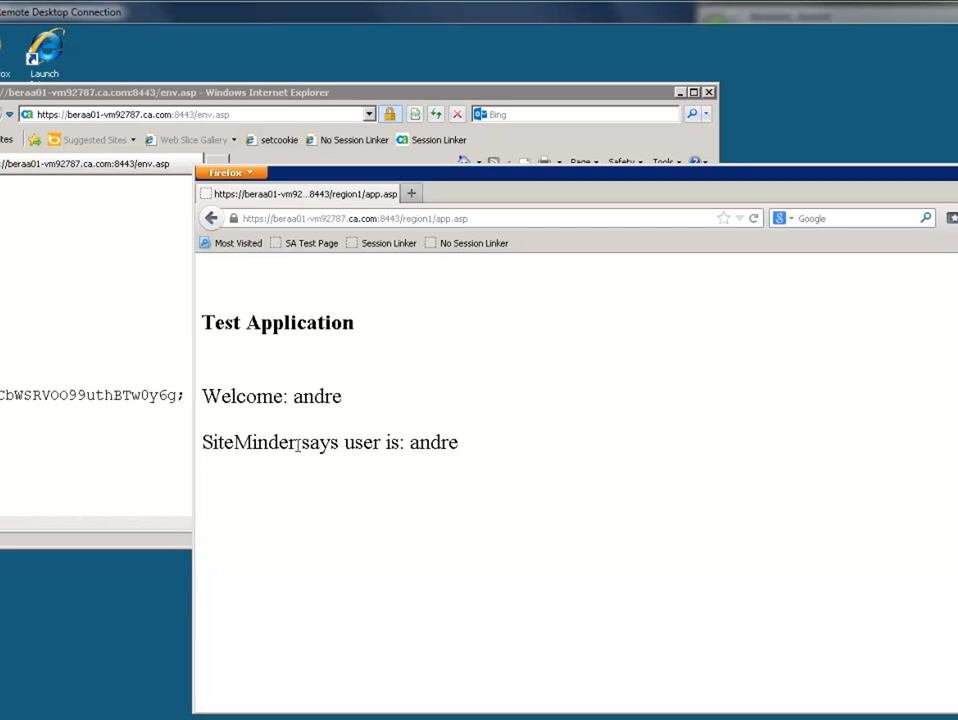 Remote Desktop Connection
Launch
//beraa01-vm92787.ca.com:8443/env.asp - Windows Internet Explorer
https://beraa01-vm92787.ca.com:8443/env.asp
Bing
Suggested Sites
Web Slice Gallery
setcookie
No Session Linker
Session Linker
//beraa01-vm92787.ca.com:8443/env.asp
Page
Safety
Tools
Firefox
https://beraa01-vm92...8443/region1/app.asp
https://beraa01-vm92787.ca.com:8443/region1/app.asp
Google
Most Visited
SA Test Page
Session Linker
No Session Linker
Test Application
CbWSRVOO99uthBTw0y6g;
Welcome: andre
SiteMinder says user is: andre